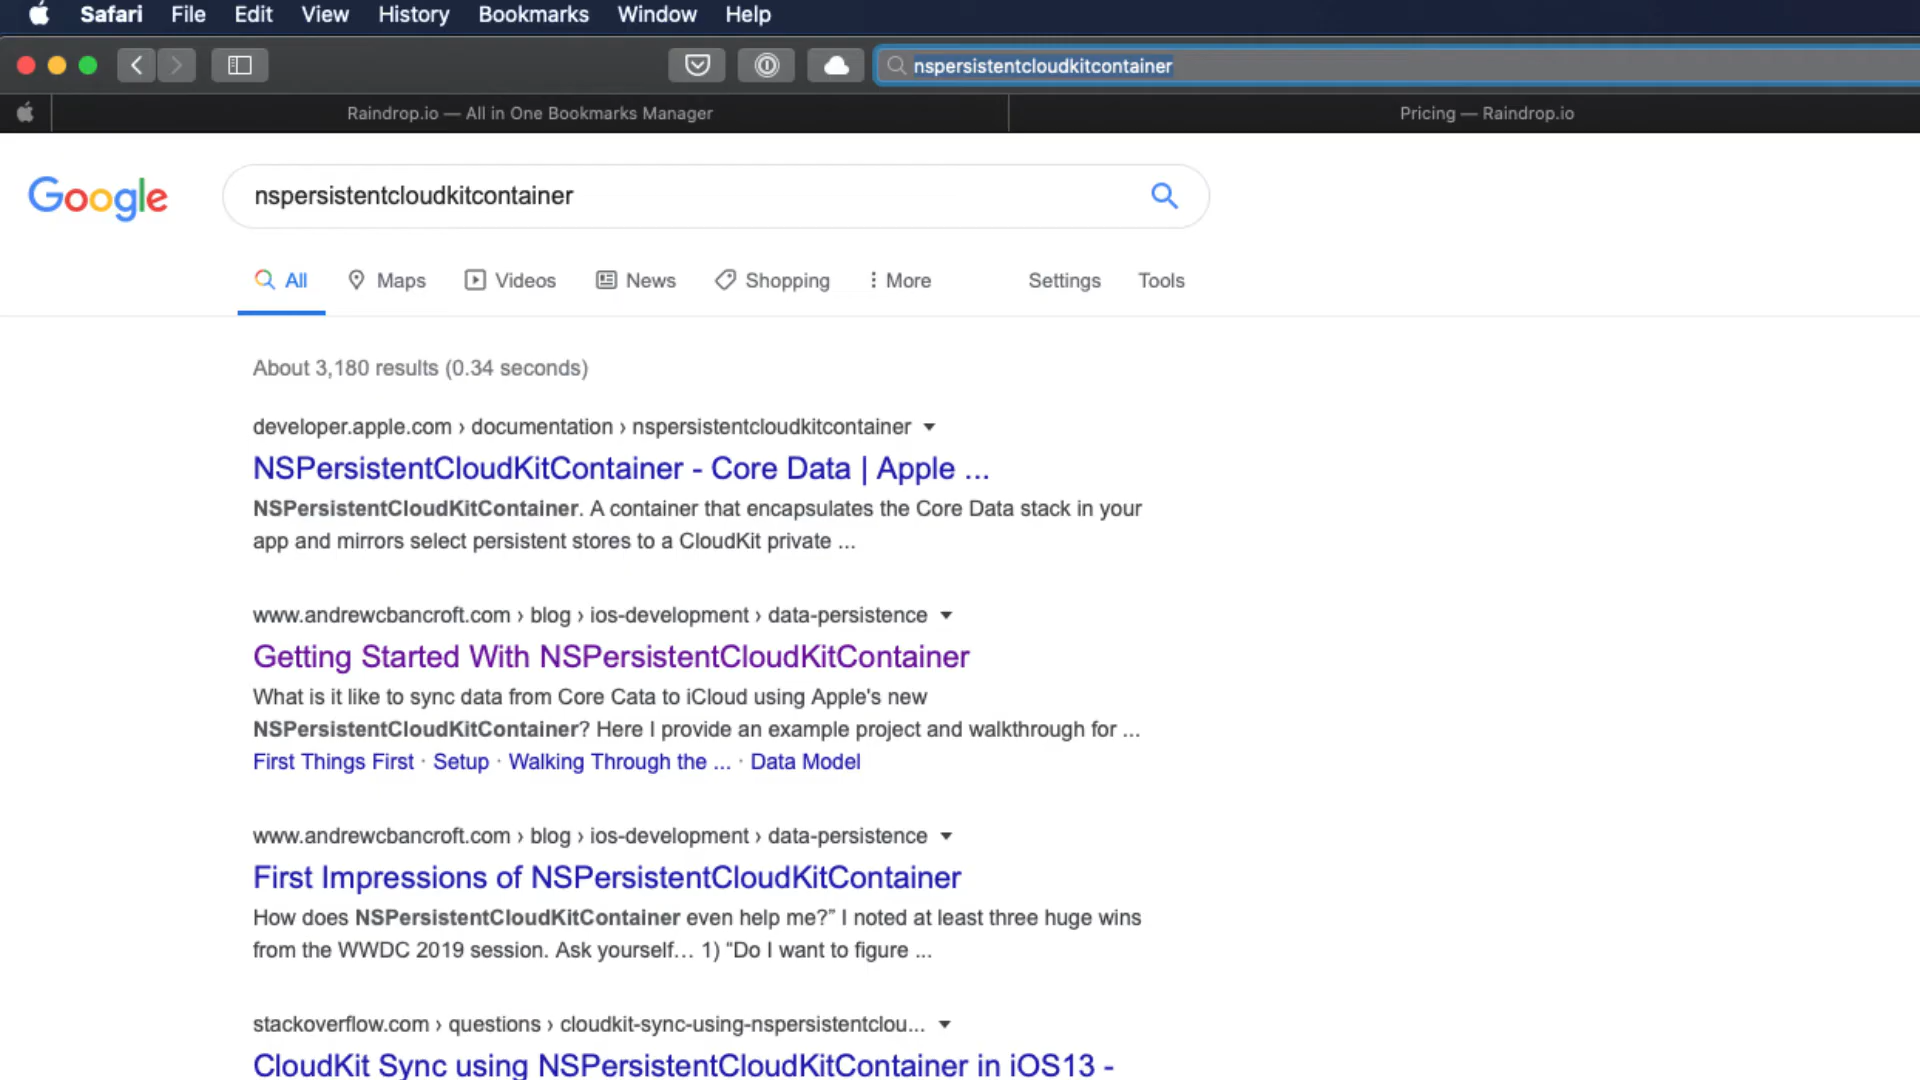 Safari File Edit View History Bookmarks Window Help
nspersistentcloudkitcontainer
Raindrop.io — All in One Bookmarks Manager
Pricing — Raindrop.io
Google
nspersistentcloudkitcontainer
All Maps Videos News Shopping More Settings Tools
About 3,180 results (0.34 seconds)
developer.apple.com › documentation › nspersistentcloudkitcontainer
NSPersistentCloudKitContainer - Core Data | Apple ...
NSPersistentCloudKitContainer. A container that encapsulates the Core Data stack in your
app and mirrors select persistent stores to a CloudKit private ...
www.andrewcbancroft.com › blog › ios-development › data-persistence
Getting Started With NSPersistentCloudKitContainer
What is it like to sync data from Core Cata to iCloud using Apple's new
NSPersistentCloudKitContainer? Here I provide an example project and walkthrough for ...
First Things First · Setup · Walking Through the ... · Data Model
www.andrewcbancroft.com › blog › ios-development › data-persistence
First Impressions of NSPersistentCloudKitContainer
How does NSPersistentCloudKitContainer even help me?” I noted at least three huge wins
from the WWDC 2019 session. Ask yourself… 1) “Do I want to figure ...
stackoverflow.com › questions › cloudkit-sync-using-nspersistentclou...
CloudKit Sync using NSPersistentCloudKitContainer in iOS13 -